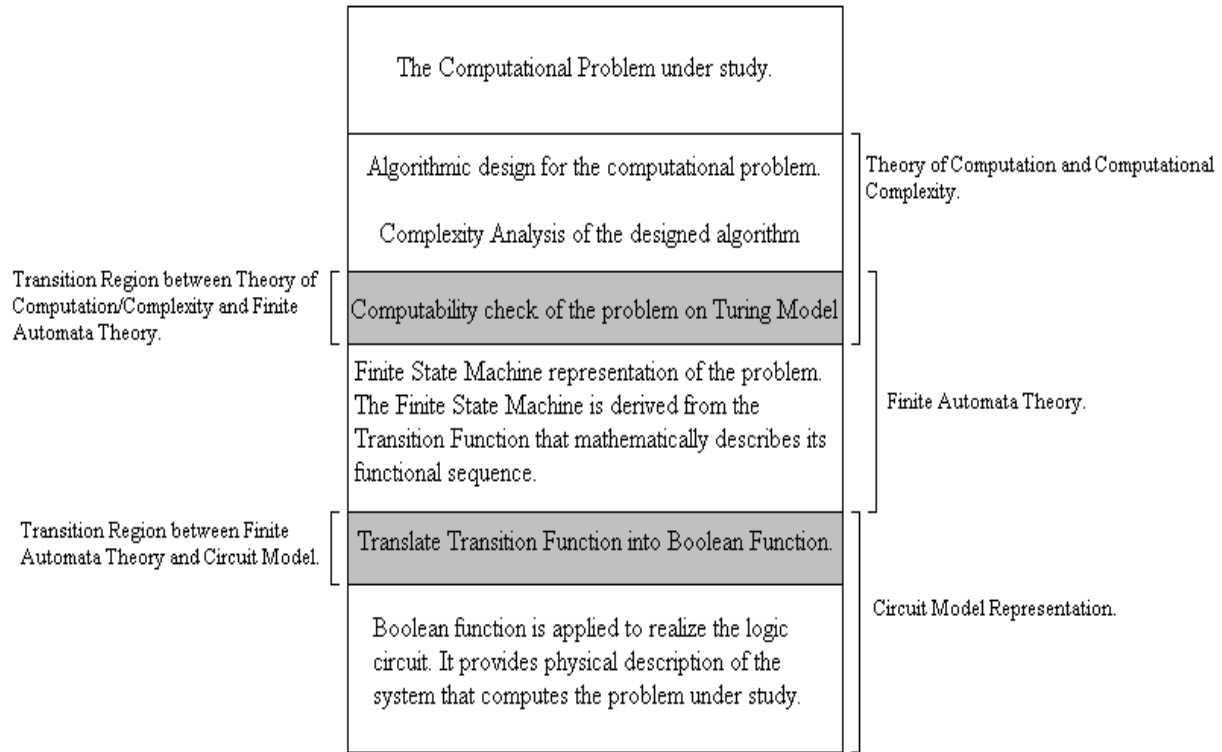 The Computational Problem under study.
Algorithmic design for the computational problem.
Complexity Analysis of the designed algorithm
Theory of Computation and Computational
Complexity.
Transition Region between Theory of
Computation/Complexity and Finite
Automata Theory.
Computability check of the problem on Turing Model
Finite State Machine representation of the problem.
The Finite State Machine is derived from the
Transition Function that mathematically describes its
functional sequence.
Finite Automata Theory.
Transition Region between Finite
Automata Theory and Circuit Model.
Translate Transition Function into Boolean Function.
Boolean function is applied to realize the logic
circuit. It provides physical description of the
system that computes the problem under study.
Circuit Model Representation.